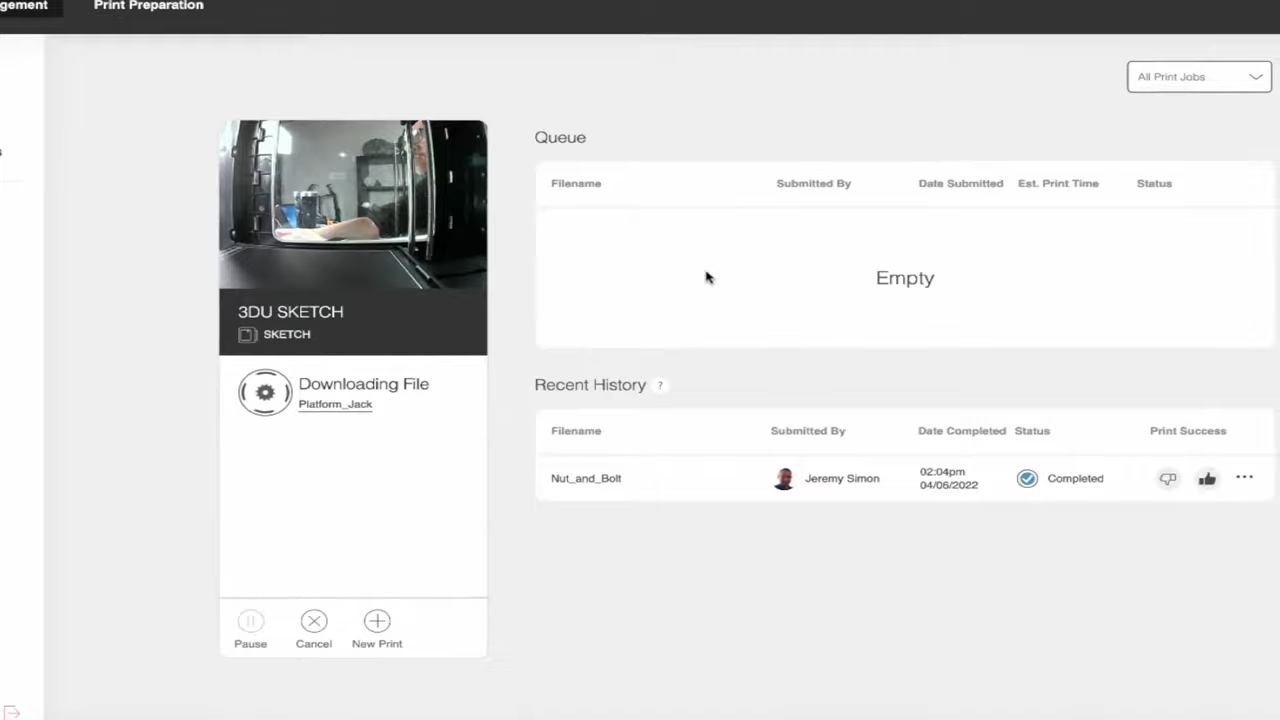 gement Print Preparation
All Print Jobs
Queue
Filename Submitted By Date Submitted Est. Print Time Status
Empty
3DU SKETCH
SKETCH
Downloading File
Platform_Jack
Recent History ?
Filename Submitted By Date Completed Status Print Success
Nut_and_Bolt Jeremy Simon 02:04pm Completed
04/06/2022
Pause Cancel New Print